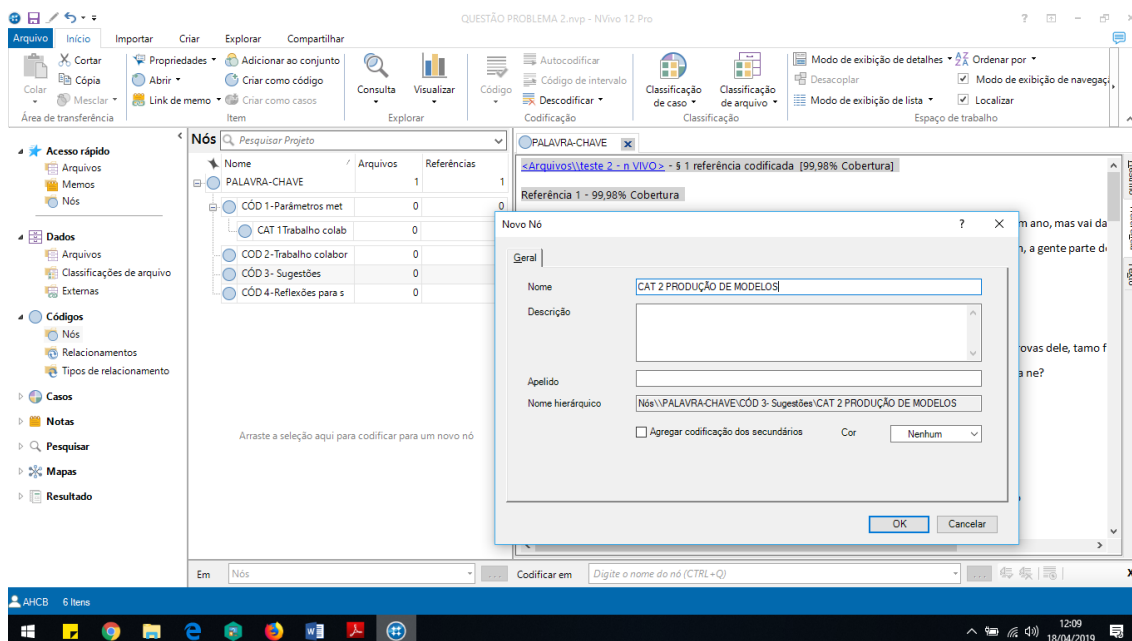 QUESTÃO PROBLEMA 2.nvp - NVivo 12 Pro
Arquivo Início Importar Criar Explorar Compartilhar
Colar
Cortar
Cópia
Mesclar
Área de transferência
Propriedades
Abrir
Link de memo
Adicionar ao conjunto
Criar como código
Criar como casos
Item
Consulta
Visualizar
Explorar
Código
Autocodificar
Código de intervalo
Descodificar
Codificação
Classificação de caso
Classificação de arquivo
Classificação
Modo de exibição de detalhes
Desacoplar
Modo de exibição de lista
Ordenar por
Modo de exibição de navegaç
Localizar
Espaço de trabalho
Acesso rápido
Arquivos
Memos
Nós
Dados
Arquivos
Classificações de arquivo
Externas
Códigos
Nós
Relacionamentos
Tipos de relacionamento
Casos
Notas
Pesquisar
Mapas
Resultado
Nós Pesquisar Projeto
Nome Arquivos Referências
PALAVRA-CHAVE 1 1
CÓD 1-Parâmetros met 0 0
CAT 1Trabalho colab 0
COD 2-Trabalho colabor 0
CÓD 3- Sugestões 0
CÓD 4-Reflexões para s 0
Arraste a seleção aqui para codificar para um novo nó
PALAVRA-CHAVE
<Arquivos\\teste 2 - n VIVO> - § 1 referência codificada [99,98% Cobertura]
Referência 1 - 99,98% Cobertura
m ano, mas vai da
, a gente parte d
ovas dele, tamo f
a ne?
Novo Nó
Geral
Nome CAT 2 PRODUÇÃO DE MODELOS
Descrição
Apelido
Nome hierárquico Nós\\PALAVRA-CHAVE\CÓD 3- Sugestões\CAT 2 PRODUÇÃO DE MODELOS
Agregar codificação dos secundários Cor Nenhum
OK Cancelar
Em Nós ... Codificar em Digite o nome do nó (CTRL+Q) ...
AHCB 6 Itens
12:09
18/04/2019